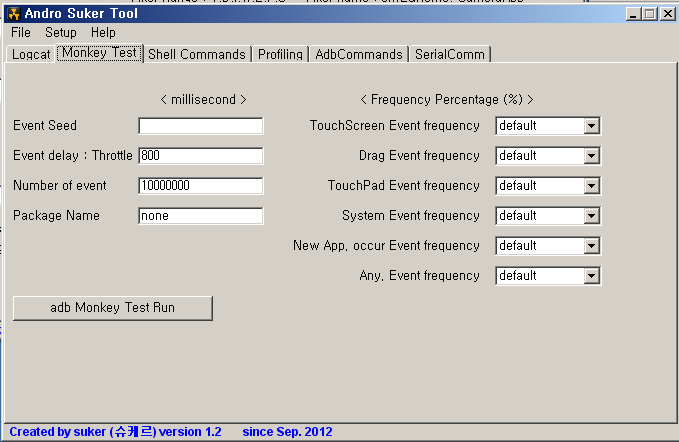 Andro Suker Tool
File Setup Help
Logcat Monkey Test Shell Commands Profiling AdbCommands SerialComm
< millisecond > < Frequency Percentage (%) >
Event Seed TouchScreen Event frequency default
Event delay : Throttle 800 Drag Event frequency default
Number of event 10000000 TouchPad Event frequency default
Package Name none System Event frequency default
New App, occur Event frequency default
Any, Event frequency default
adb Monkey Test Run
Created by suker (슈케르) version 1.2 since Sep. 2012